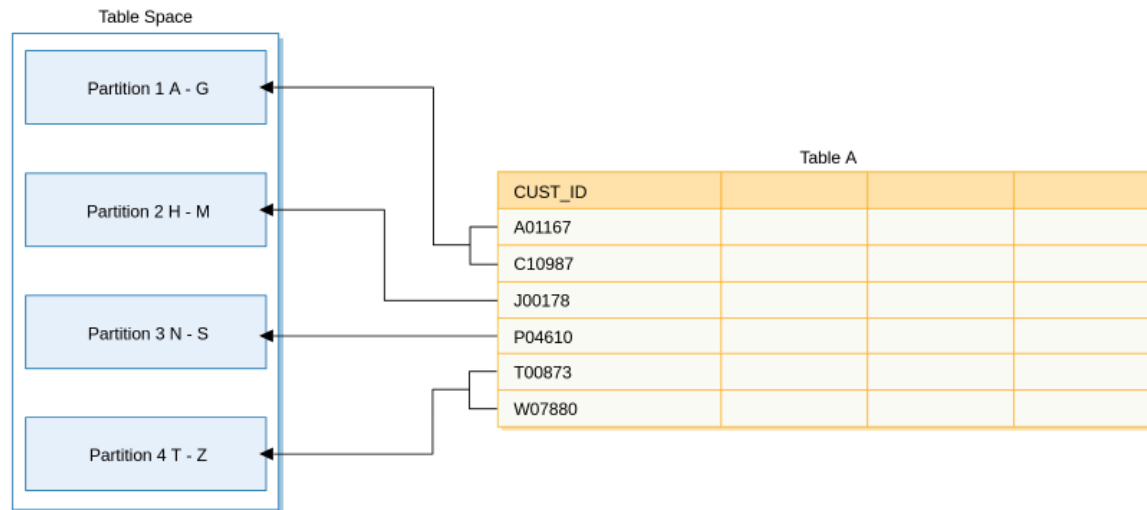 Table Space
Partition 1 A - G
Partition 2 H - M
Partition 3 N - S
Partition 4 T - Z
Table A
CUST_ID
A01167
C10987
J00178
P04610
T00873
W07880